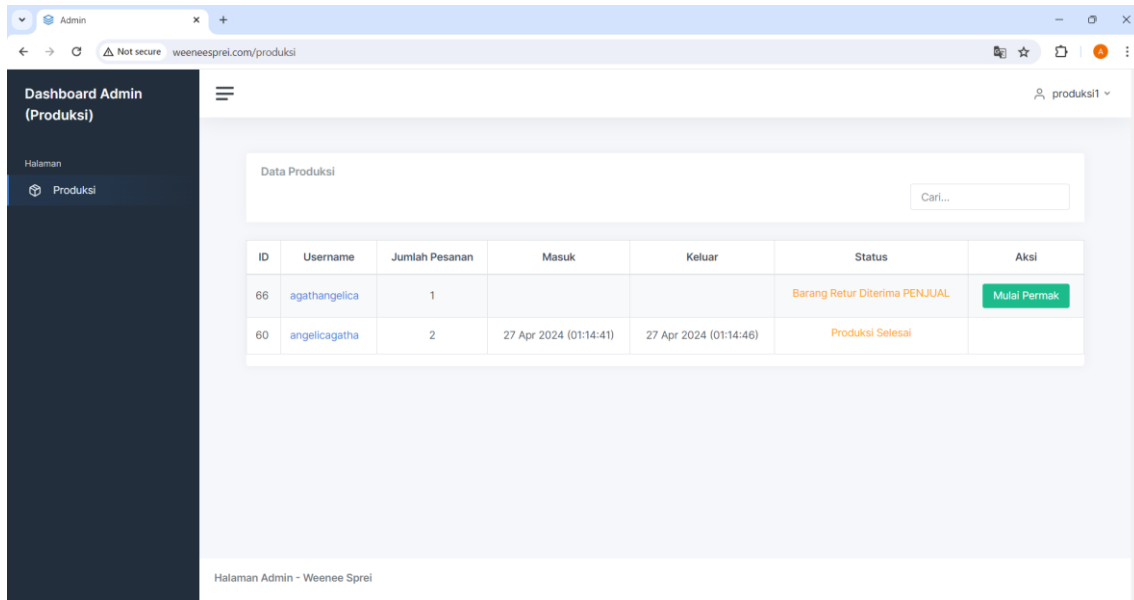 Admin
Not secure weeneesprei.com/produksi
A
Dashboard Admin
(Produksi)
produksi1
Halaman
Produksi
Data Produksi
Cari...
ID Username Jumlah Pesanan Masuk Keluar Status Aksi
66 agathangelica 1 Barang Retur Diterima PENJUAL Mulai Permak
60 angelicagatha 2 27 Apr 2024 (01:14:41) 27 Apr 2024 (01:14:46) Produksi Selesai
Halaman Admin - Weenee Sprei